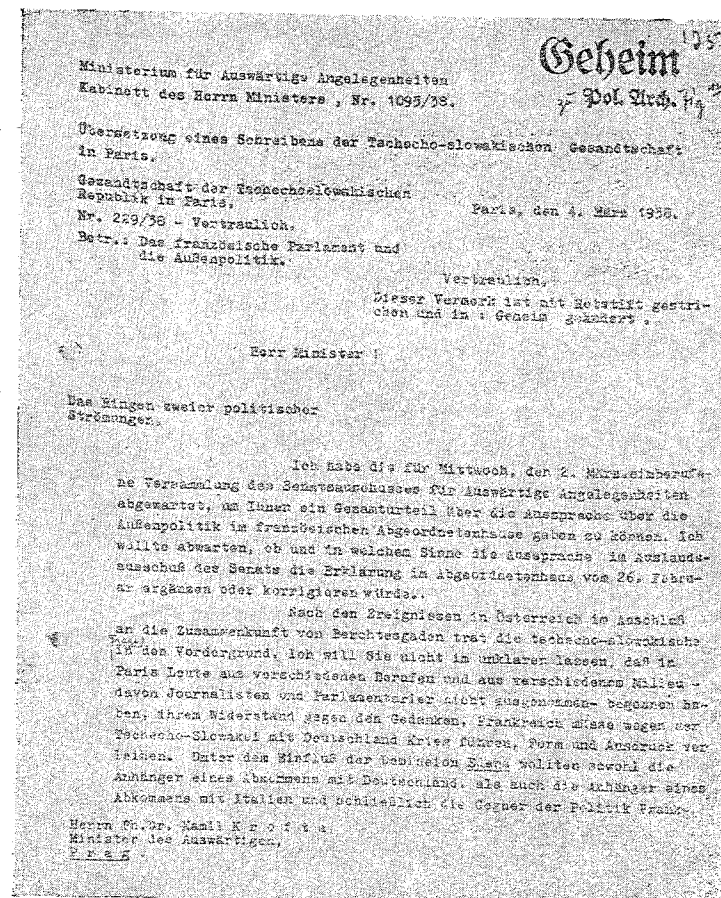 Geheim
Ministerium für Auswärtige Angelegenheiten
Kabinett des Herrn Ministers , Nr. 1095/38.
Pol. Arch.
Übersetzung eines Schreibens der Tschecho-slowakischen Gesandtschaft
in Paris.
Gesandtschaft der Tschechoslowakischen
Republik in Paris.
Paris, den 4. März 1938.
Nr. 229/38 - Vertraulich.
Betr.: Das französische Parlament und
die Außenpolitik.
Vertraulich.
Dieser Vermerk ist mit Rotstift gestri-
chen und in : Geheim geändert .
Herr Minister !
Das Ringen zweier politischer
Strömungen.
Ich habe die für Mittwoch, den 2. März einberufe-
ne Versammlung des Senatsausschusses für Auswärtige Angelegenheiten
abgewartet, um Ihnen ein Gesamturteil über die Aussprache über die
Außenpolitik im französischen Abgeordnetenhause geben zu können. Ich
wollte abwarten, ob und in welchem Sinne die Aussprache im Auslands-
ausschuß des Senats die Erklärung im Abgeordnetenhaus vom 26. Febru-
ar ergänzen oder korrigieren würde..
Nach den Ereignissen in Österreich im Anschluß
an die Zusammenkunft von Berchtesgaden trat die tschecho-slowakische
in den Vordergrund. Ich will Sie nicht im unklaren lassen, daß in
Paris Leute aus verschiedenen Berufen und aus verschiedenem Milieu -
davon Journalisten und Parlamentarier nicht ausgenommen- begonnen ha-
ben, ihrem Widerstand gegen den Gedanken, Frankreich müsse wegen der
Tschecho-Slowakei mit Deutschland Krieg führen, Form und Ausdruck ver
leihen. Unter dem Einfluß der Demission Edens wollten sowohl die
Anhänger eines Abkommens mit Deutschland, als auch die Anhänger eines
Abkommens mit Italien und schließlich die Gegner der Politik Frank-
Herrn Ph.Dr. Kamil K r o f t a
Minister des Auswärtigen,
P r a g .